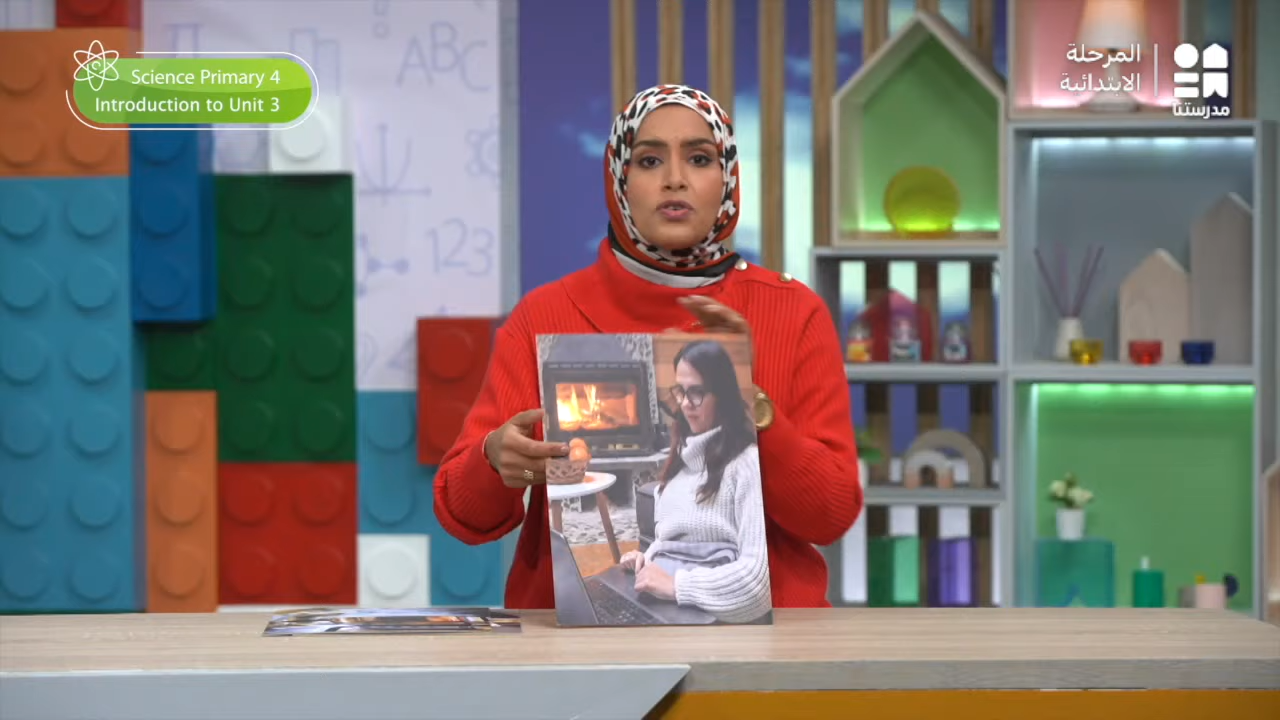 Science Primary 4
Introduction to Unit 3
المرحلة
الابتدائية
مدرستنا
ABC
123